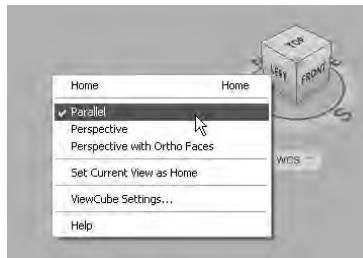 TOP
LEFT FRONT
Home Home
Parallel
Perspective
Perspective with Ortho Faces
WCS
Set Current View as Home
ViewCube Settings...
Help